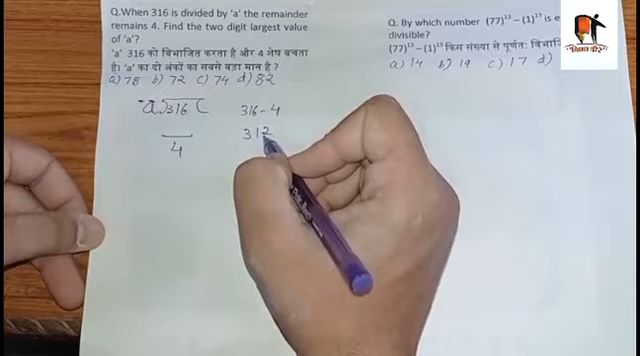 Q.When 316 is divided by 'a' the remainder
remains 4. Find the two digit largest value
of 'a'?
'a' 316 को विभाजित करता है और 4 शेष बचता
है। 'a' का दो अंकों का सबसे बड़ा मान है ?
a) 78 b) 72 c) 74 d) 82
a)316(
4
316-4
312
Q. By which number (77)¹³−(1)¹³ is e
divisible?
(77)¹³−(1)¹³ किस संख्या से पूर्णतः विभाजि
a) 14 b) 19 c) 17 d)